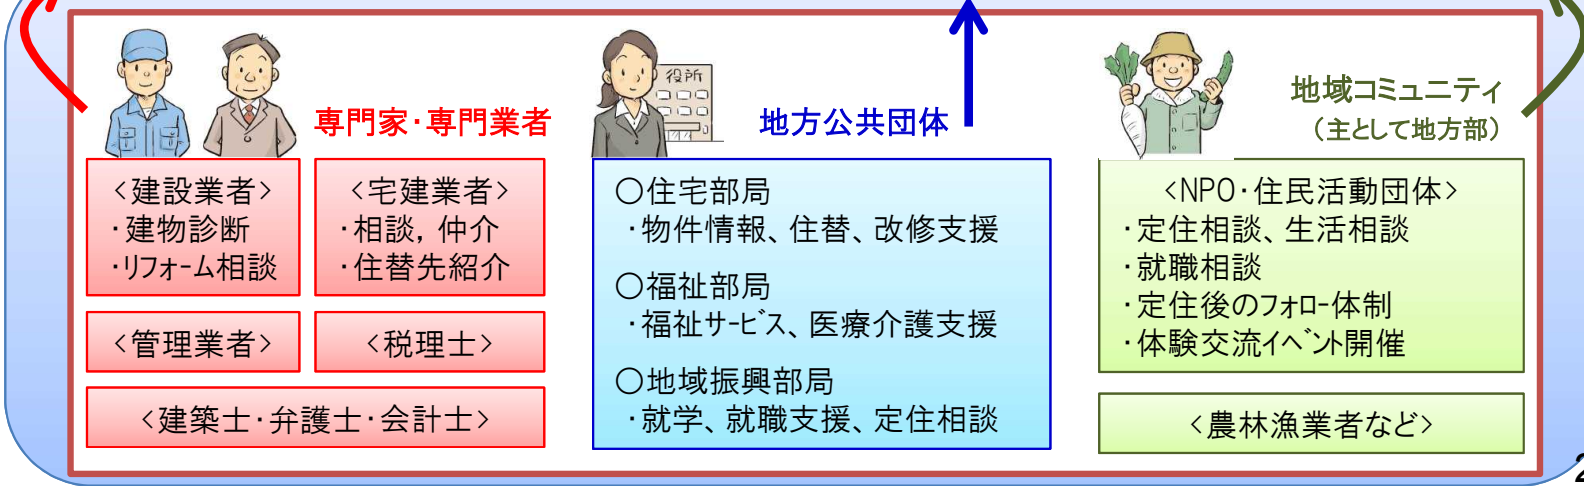 専門家・専門業者
<建設業者>
・建物診断
・リフォーム相談
<宅建業者>
・相談，仲介
・住替先紹介
<管理業者>
<税理士>
<建築士・弁護士・会計士>
役所
地方公共団体
○住宅部局
・物件情報、住替、改修支援
○福祉部局
・福祉サービス、医療介護支援
○地域振興部局
・就学、就職支援、定住相談
地域コミュニティ
（主として地方部）
<NPO・住民活動団体>
・定住相談、生活相談
・就職相談
・定住後のフォロー体制
・体験交流イベント開催
<農林漁業者など>